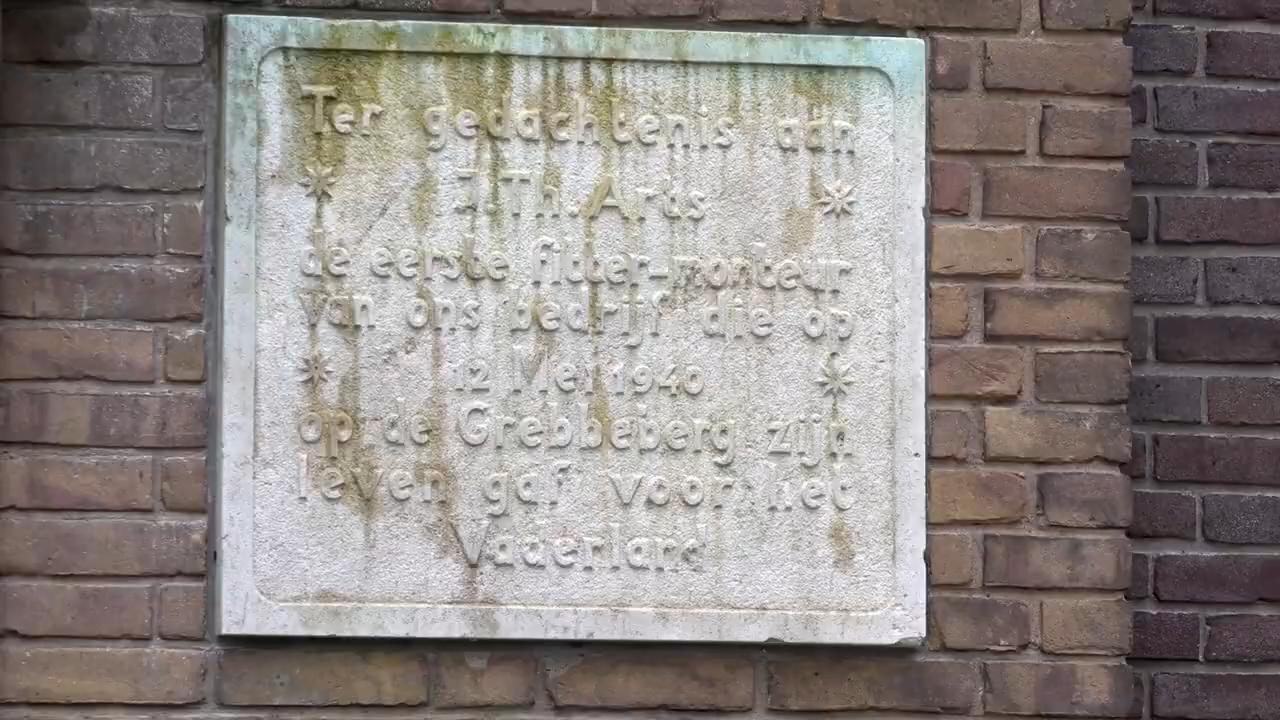 Ter gedachtenis aan
J. Th. Arts
de eerste fitter-monteur
van ons bedrijf die op
12 Mei 1940
op de Grebbeberg zijn
leven gaf voor het
Vaderland